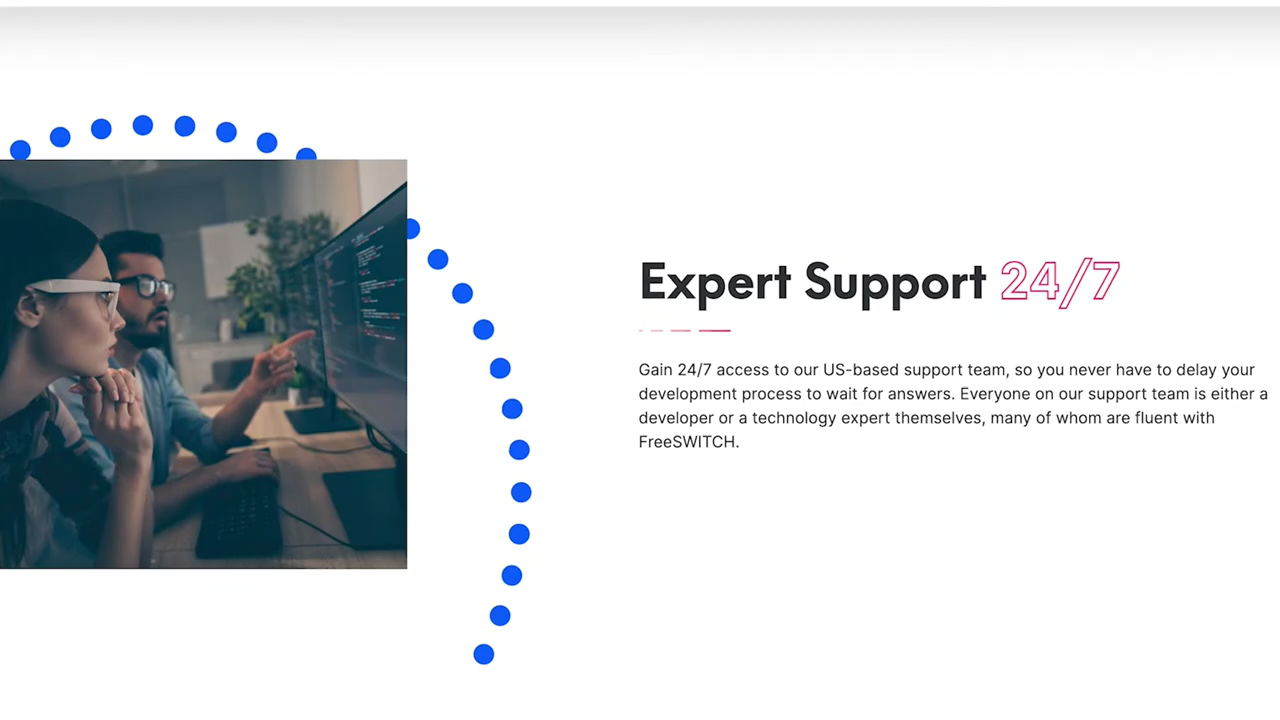 Expert Support 24/7
Gain 24/7 access to our US-based support team, so you never have to delay your
development process to wait for answers. Everyone on our support team is either a
developer or a technology expert themselves, many of whom are fluent with
FreeSWITCH.